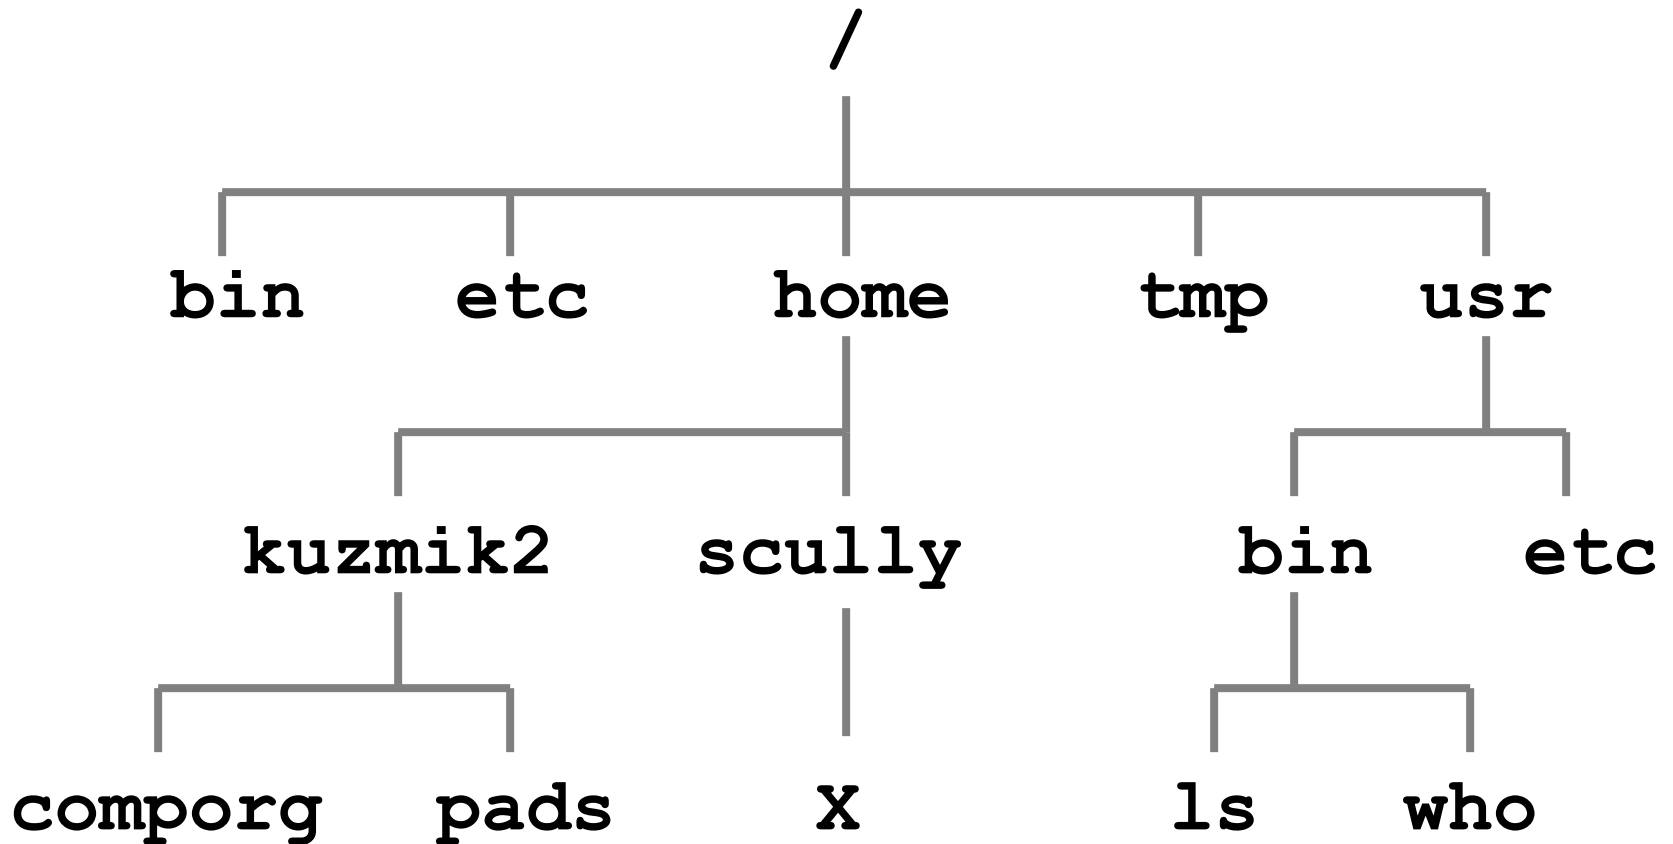 /
bin etc home tmp usr
kuzmik2 scully bin etc
comporg pads X ls who